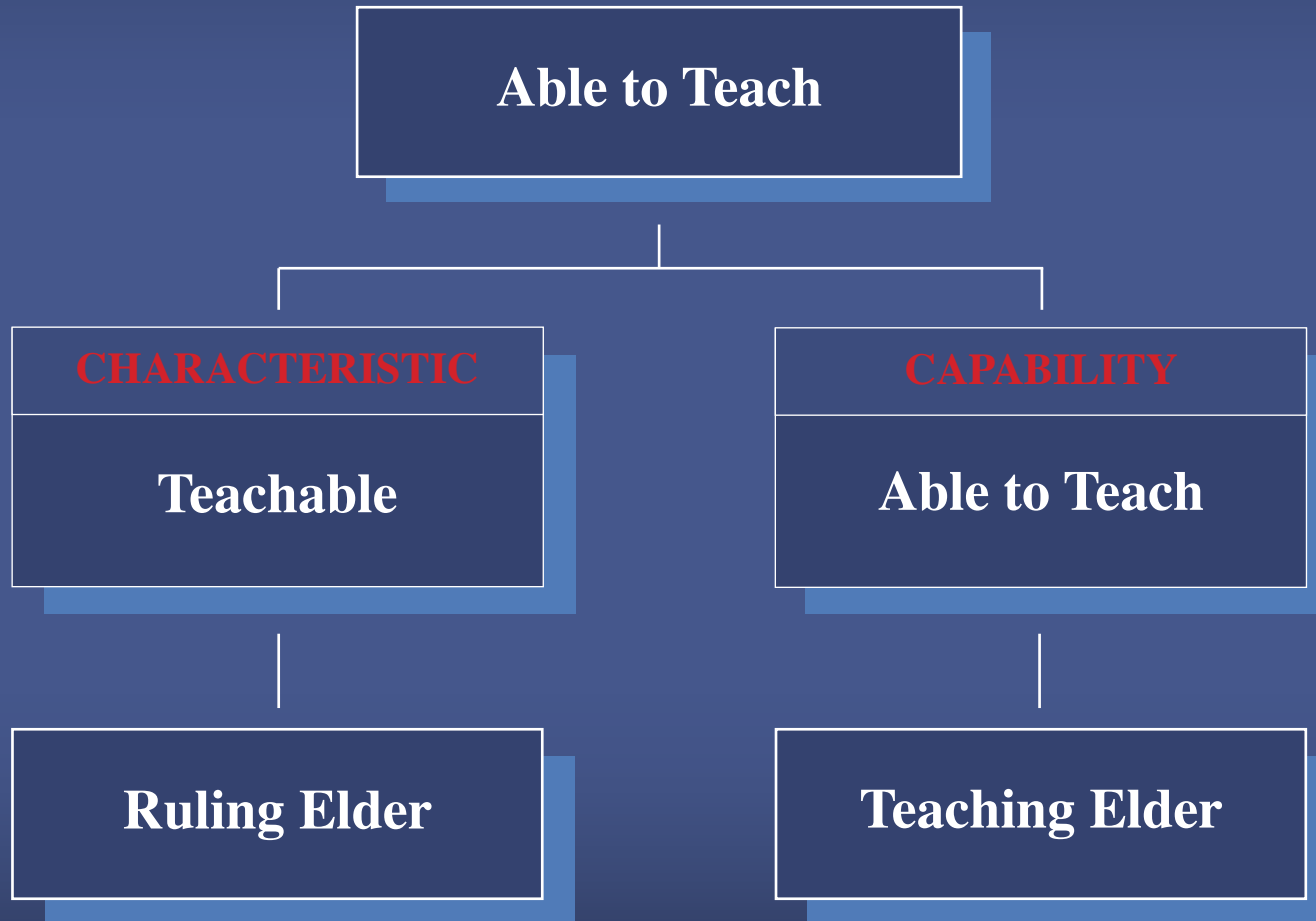 Able to Teach
CHARACTERISTIC
Teachable
CAPABILITY
Able to Teach
Ruling Elder
Teaching Elder